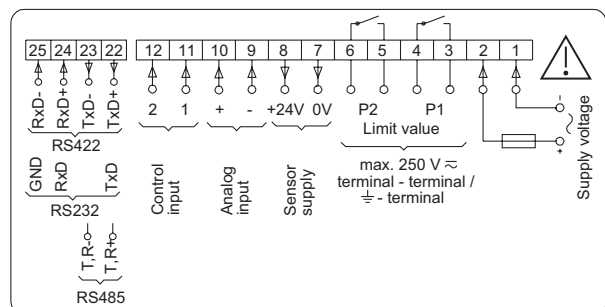 25 24 23 22 12 11 10 9 8 7 6 5 4 3 2 1
RxD- RxD+ TxD- TxD+
RS422
GND RxD TxD
RS232
T,R- T,R+
RS485
2 1 + - +24V 0V P2 P1
Control input
Analog input
Sensor supply
Limit value
max. 250 V ≂
terminal - terminal /
⏚ - terminal
- +
Supply voltage
!